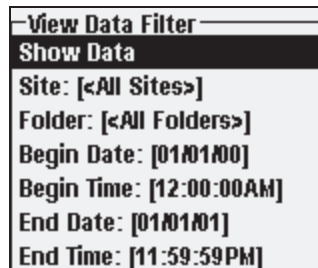 View Data Filter
Show Data
Site: [<All Sites>]
Folder: [<All Folders>]
Begin Date: [01/01/00]
Begin Time: [12:00:00AM]
End Date: [01/01/01]
End Time: [11:59:59PM]